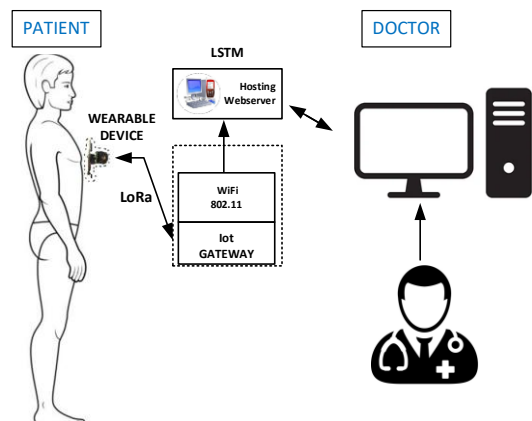 PATIENT
DOCTOR
LSTM
Hosting
Webserver
WEARABLE
DEVICE
LoRa
WiFi
802.11
Iot
GATEWAY